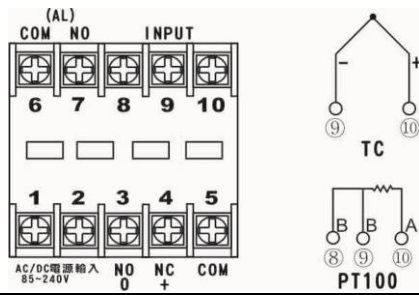 (AL)
COM NO INPUT
6 7 8 9 10
1 2 3 4 5
AC/DC電源輸入 NO NC COM
85~240V 0 +
- +
⑨ ⑩
TC
B B A
⑧ ⑨ ⑩
PT100